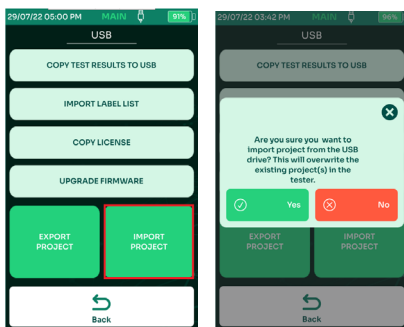 29/07/22 05:00 PM MAIN 91%
USB
COPY TEST RESULTS TO USB
IMPORT LABEL LIST
COPY LICENSE
UPGRADE FIRMWARE
EXPORT
PROJECT
IMPORT
PROJECT
Back
29/07/22 03:42 PM MAIN 96%
USB
COPY TEST RESULTS TO USB
Are you sure you want to
import project from the USB
drive? This will overwrite the
existing project(s) in the
tester.
Yes
No
EXPORT
PROJECT
IMPORT
PROJECT
Back